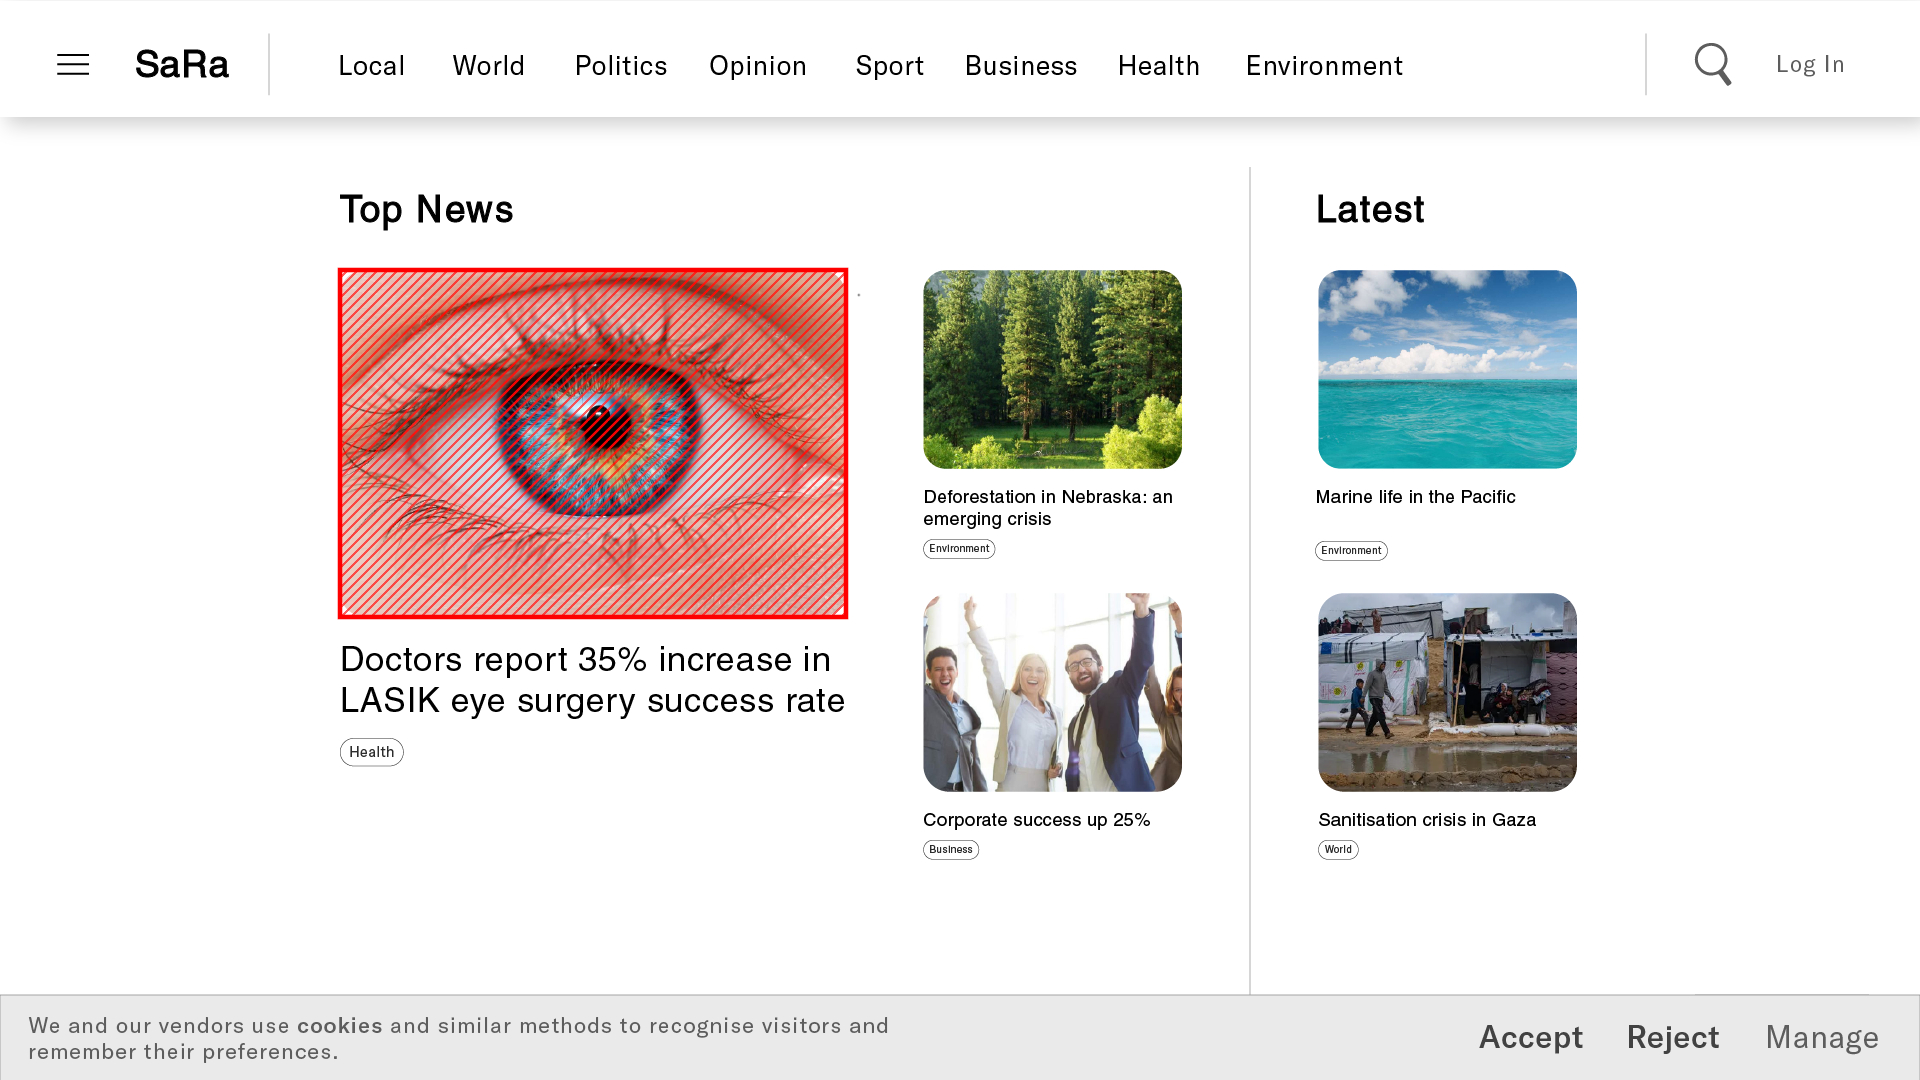 SaRa
Local World Politics Opinion Sport Business Health Environment
Log In
Top News
Doctors report 35% increase in
LASIK eye surgery success rate
Health
Deforestation in Nebraska: an
emerging crisis
Environment
Corporate success up 25%
Business
Latest
Marine life in the Pacific
Environment
Sanitisation crisis in Gaza
World
We and our vendors use cookies and similar methods to recognise visitors and
remember their preferences.
Accept Reject Manage